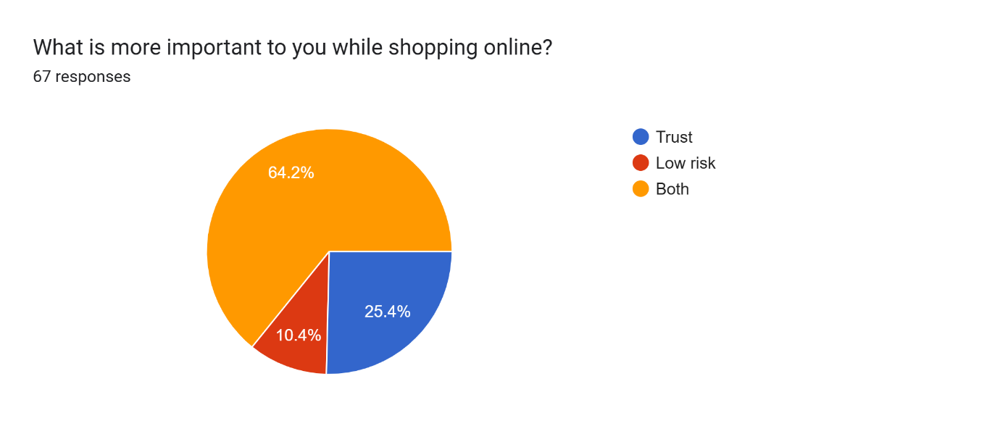 What is more important to you while shopping online?
67 responses
64.2%
25.4%
10.4%
Trust
Low risk
Both